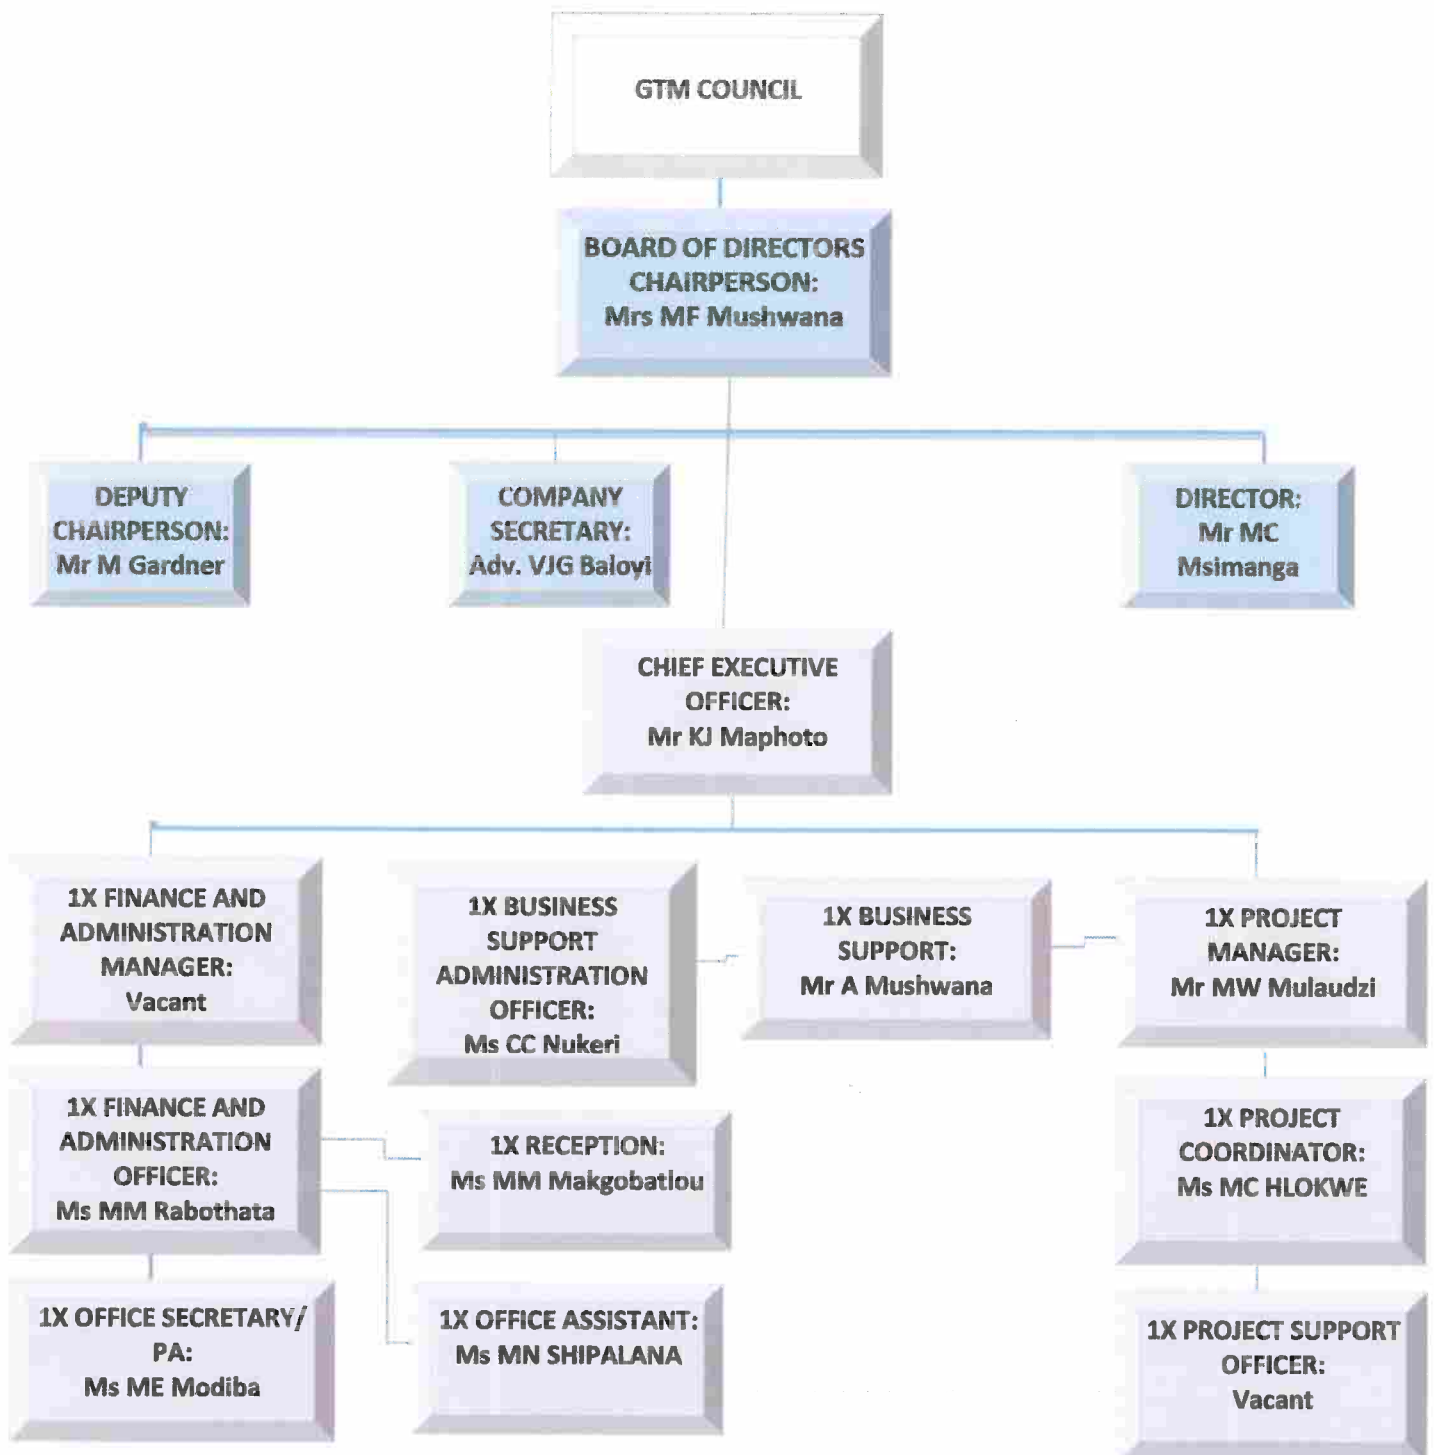 GTM COUNCIL
BOARD OF DIRECTORS
CHAIRPERSON:
Mrs MF Mushwana
DEPUTY
CHAIRPERSON:
Mr M Gardner
COMPANY
SECRETARY:
Adv. VJG Baloyi
DIRECTOR:
Mr MC
Msimanga
CHIEF EXECUTIVE
OFFICER:
Mr KJ Maphoto
1X FINANCE AND
ADMINISTRATION
MANAGER:
Vacant
1X BUSINESS
SUPPORT
ADMINISTRATION
OFFICER:
Ms CC Nukeri
1X BUSINESS
SUPPORT:
Mr A Mushwana
1X PROJECT
MANAGER:
Mr MW Mulaudzi
1X FINANCE AND
ADMINISTRATION
OFFICER:
Ms MM Rabothata
1X RECEPTION:
Ms MM Makgobatlou
1X PROJECT
COORDINATOR:
Ms MC HLOKWE
1X OFFICE SECRETARY/
PA:
Ms ME Modiba
1X OFFICE ASSISTANT:
Ms MN SHIPALANA
1X PROJECT SUPPORT
OFFICER:
Vacant